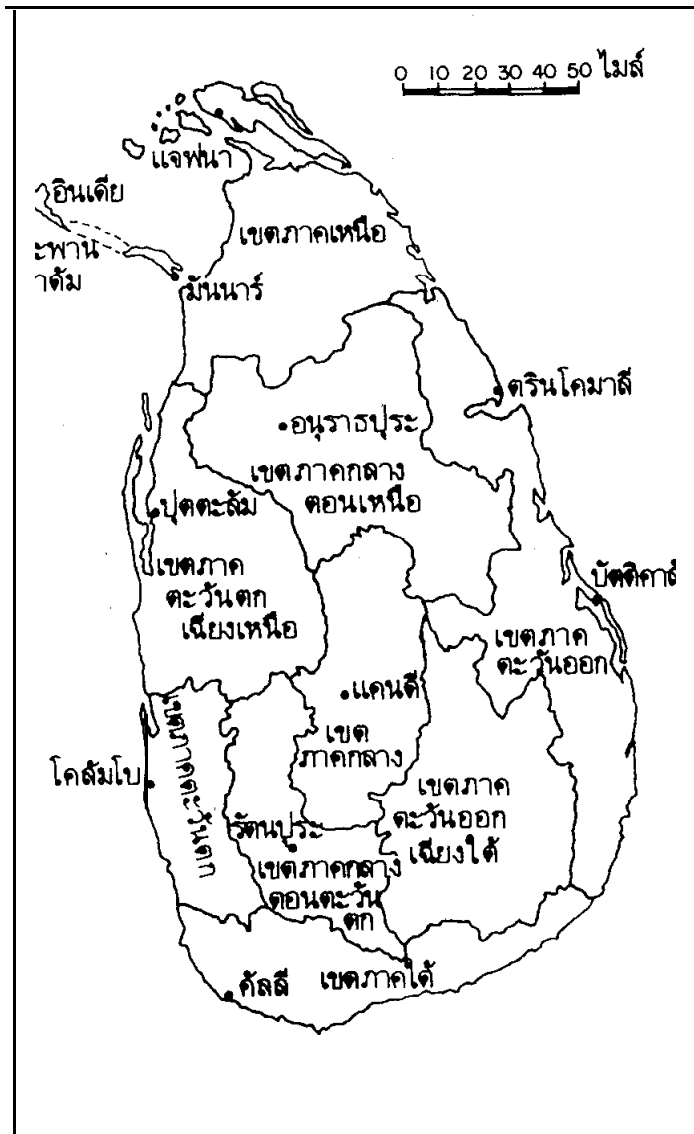 0 10 20 30 40 50 ไมล์
แจฟนา
อินเดีย
ะพาน
าดัม
เขตภาคเหนือ
มันนาร์
ตรินโคมาลี
อนุราธปุระ
เขตภาคกลาง
ตอนเหนือ
ปุตตะลัม
เขตภาค
ตะวันตก
เฉียงเหนือ
บัตติคาล
เขตภาค
ตะวันออก
แคนดี
เขต
ภาคกลาง
โคลัมโบ
เขตภาคตะวันตก
เขตภาค
ตะวันออก
เฉียงใต้
รัตนปุระ
เขตภาคกลาง
ตอนตะวัน
ตก
คัลลี
เขตภาคใต้